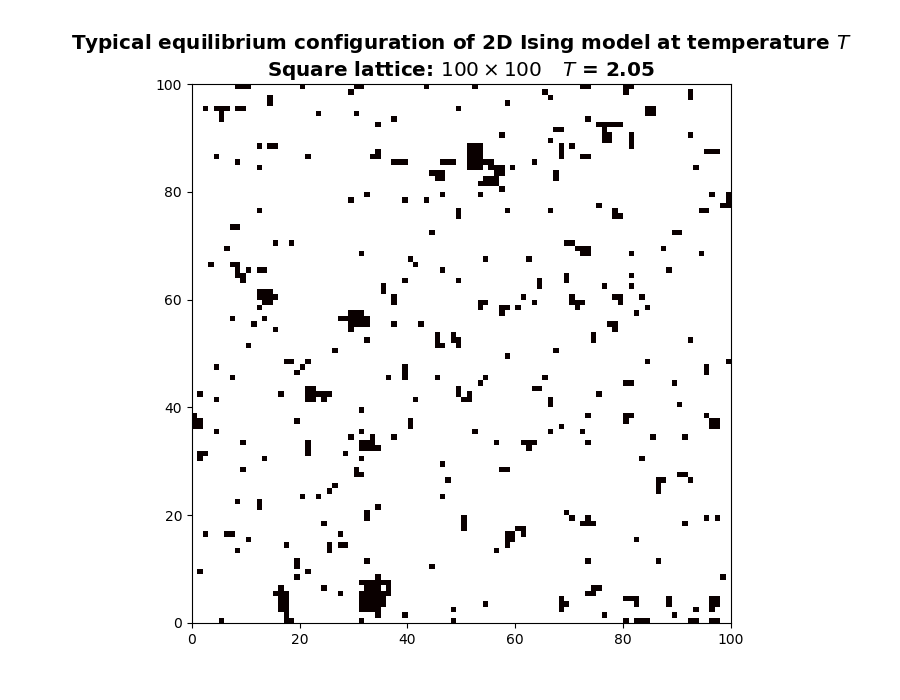 Typical equilibrium configuration of 2D Ising model at temperature T
Square lattice: 100 × 100 T = 2.05
100
80
60
40
20
0
0 20 40 60 80 100